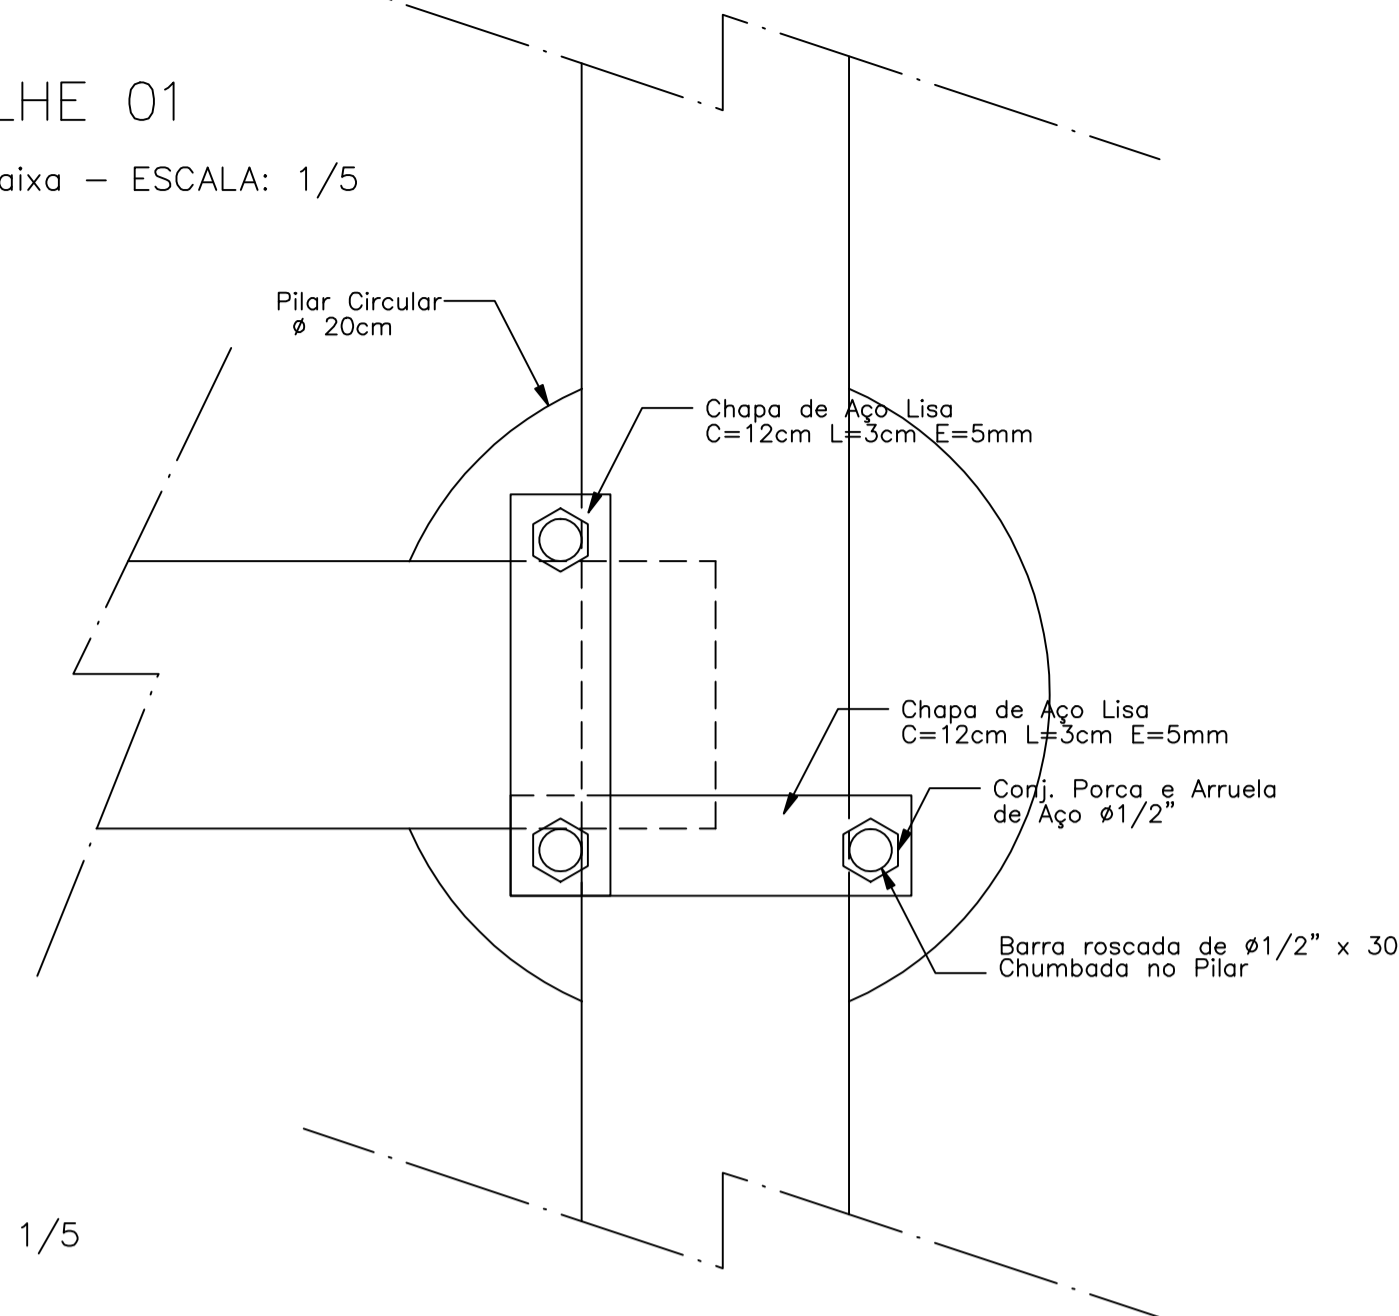 LHE 01
aixa – ESCALA: 1/5
Pilar Circular
ø 20cm
Chapa de Aço Lisa
C=12cm L=3cm E=5mm
Chapa de Aço Lisa
C=12cm L=3cm E=5mm
Conj. Porca e Arruela
de Aço ø1/2"
Barra roscada de ø1/2" x 30
Chumbada no Pilar
1/5